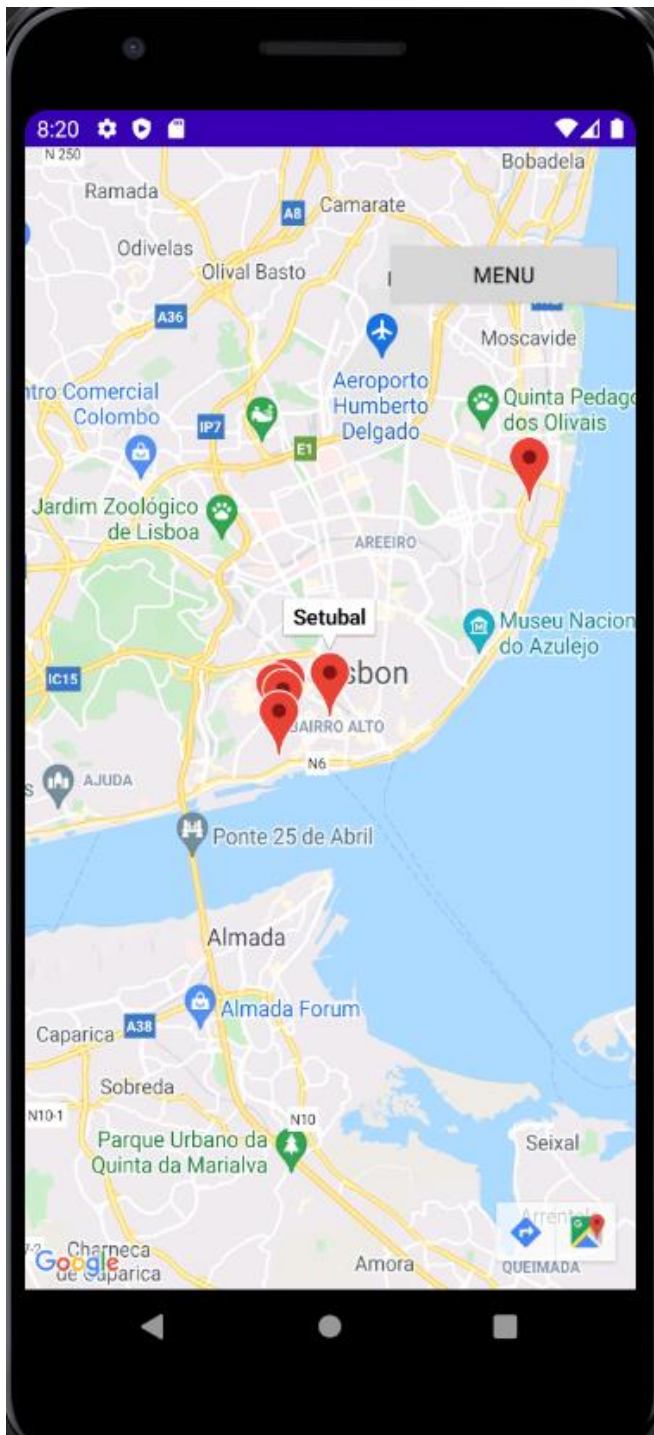 8:20
N 250
Bobadela
Ramada
A8
Camarate
Odivelas
Olival Basto
MENU
A36
Moscavide
ntro Comercial
Colombo
Aeroporto
Humberto
Delgado
Quinta Pedago
dos Olivais
IP7
E1
Jardim Zoológico
de Lisboa
AREEIRO
Setubal
Museu Nacion
do Azulejo
IC15
sbon
BAIRRO ALTO
N6
s
AJUDA
Ponte 25 de Abril
Almada
Almada Forum
Caparica
A38
Sobreda
N10-1
N10
Parque Urbano da
Quinta da Marialva
Seixal
Arrentela
Charneca
de Caparica
Google
Amora
QUEIMADA